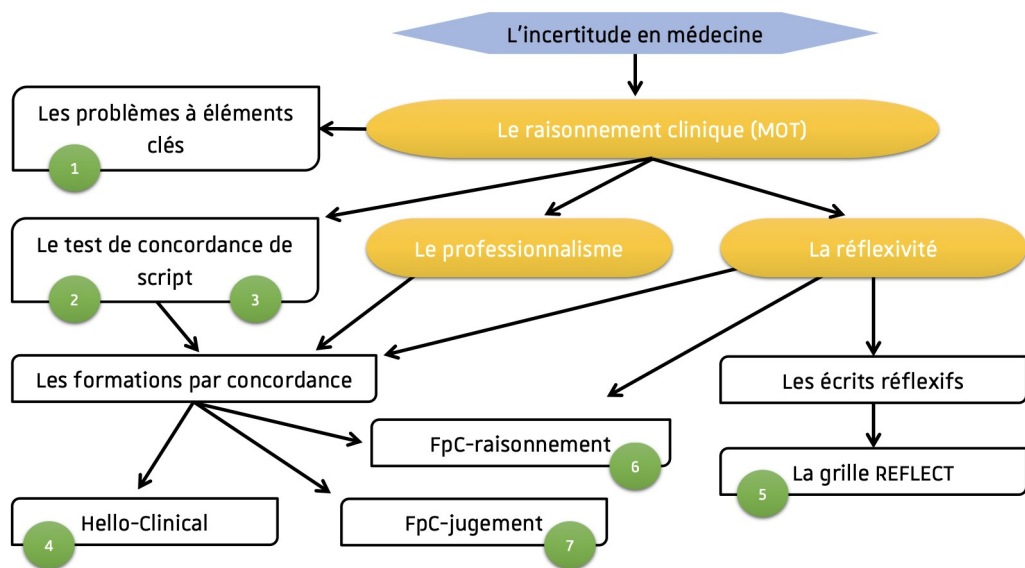 L'incertitude en médecine
Les problèmes à éléments
clés
1
Le raisonnement clinique (MOT)
Le test de concordance de
script
2
3
Le professionnalisme
La réflexivité
Les formations par concordance
Les écrits réflexifs
FpC-raisonnement
6
La grille REFLECT
5
Hello-Clinical
4
FpC-jugement
7